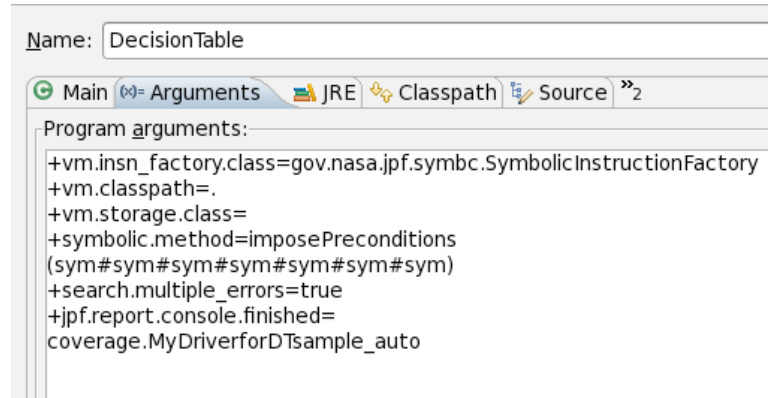 Name: DecisionTable
Main (x)= Arguments JRE Classpath Source »2
Program arguments:
+vm.insn_factory.class=gov.nasa.jpf.symbc.SymbolicInstructionFactory
+vm.classpath=.
+vm.storage.class=
+symbolic.method=imposePreconditions
(sym#sym#sym#sym#sym#sym#sym)
+search.multiple_errors=true
+jpf.report.console.finished=
coverage.MyDriverforDTsample_auto